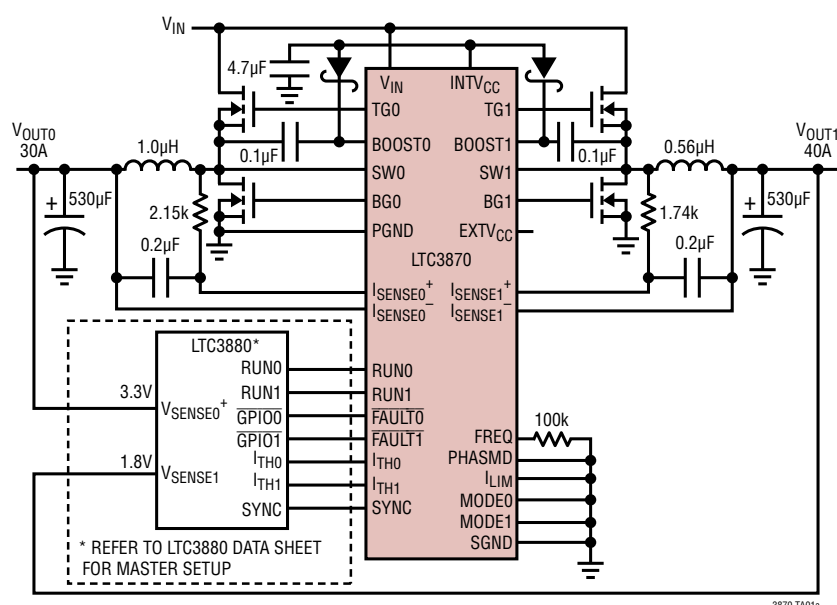 VIN
4.7µF
VIN
INTVCC
TG0
TG1
VOUT0
30A
1.0µH
0.1µF
BOOST0
BOOST1
0.1µF
0.56µH
VOUT1
40A
SW0
SW1
+
530µF
2.15k
BG0
BG1
1.74k
+
530µF
PGND
EXTVCC
0.2µF
LTC3870
0.2µF
ISENSE0+
ISENSE1+
ISENSE0–
ISENSE1–
LTC3880*
RUN0
RUN0
3.3V
VSENSE0+
RUN1
RUN1
GPIO0
FAULT0
100k
GPIO1
FAULT1
FREQ
1.8V
VSENSE1
ITH0
ITH0
PHASMD
ITH1
ITH1
ILIM
SYNC
SYNC
MODE0
MODE1
SGND
* REFER TO LTC3880 DATA SHEET
FOR MASTER SETUP
3870 TA01a